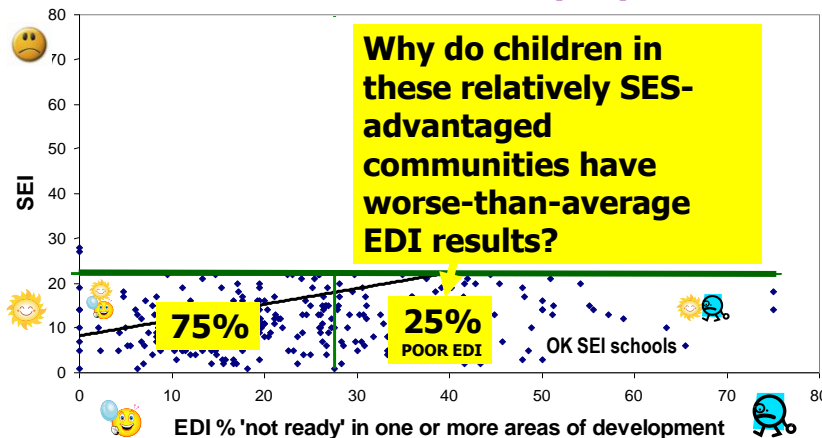 80
70
60
50
40
30
20
10
0
SEI
Why do children in
these relatively SES-
advantaged
communities have
worse-than-average
EDI results?
75%
25%
POOR EDI
OK SEI schools
0 10 20 30 40 50 60 70 80
EDI % 'not ready' in one or more areas of development